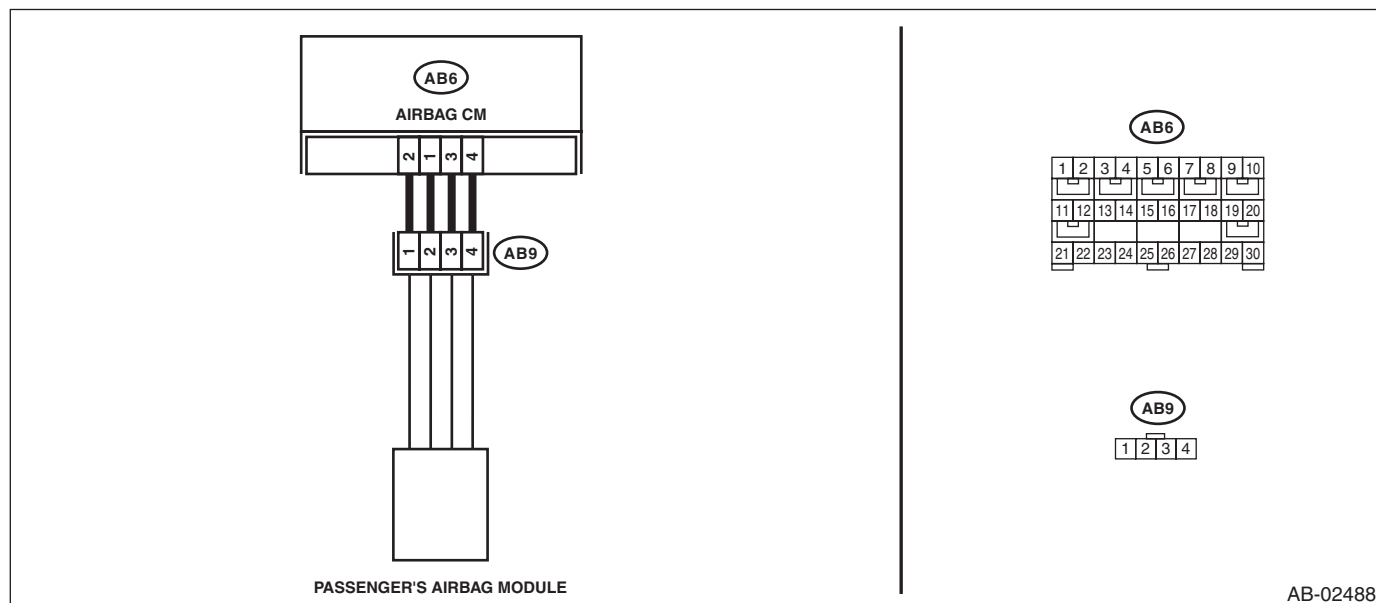 AB6
AIRBAG CM
2 1 3 4
1 2 3 4
AB9
PASSENGER'S AIRBAG MODULE
AB6
1 2 3 4 5 6 7 8 9 10
11 12 13 14 15 16 17 18 19 20
21 22 23 24 25 26 27 28 29 30
AB9
1 2 3 4
AB-02488